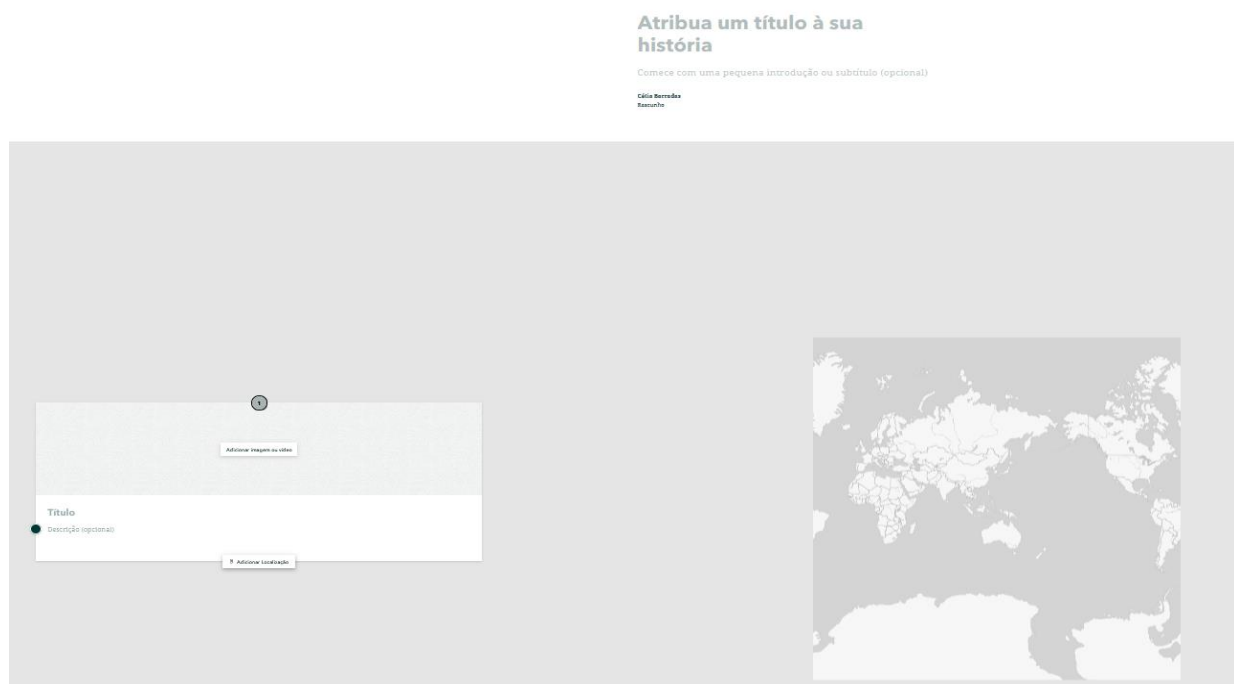 Atribua um título à sua
história
Comece com uma pequena introdução ou subtítulo (opcional)
Célia Barradas
Rascunho
1
Adicionar imagem ou vídeo
Título
Descrição (opcional)
Adicionar Localização